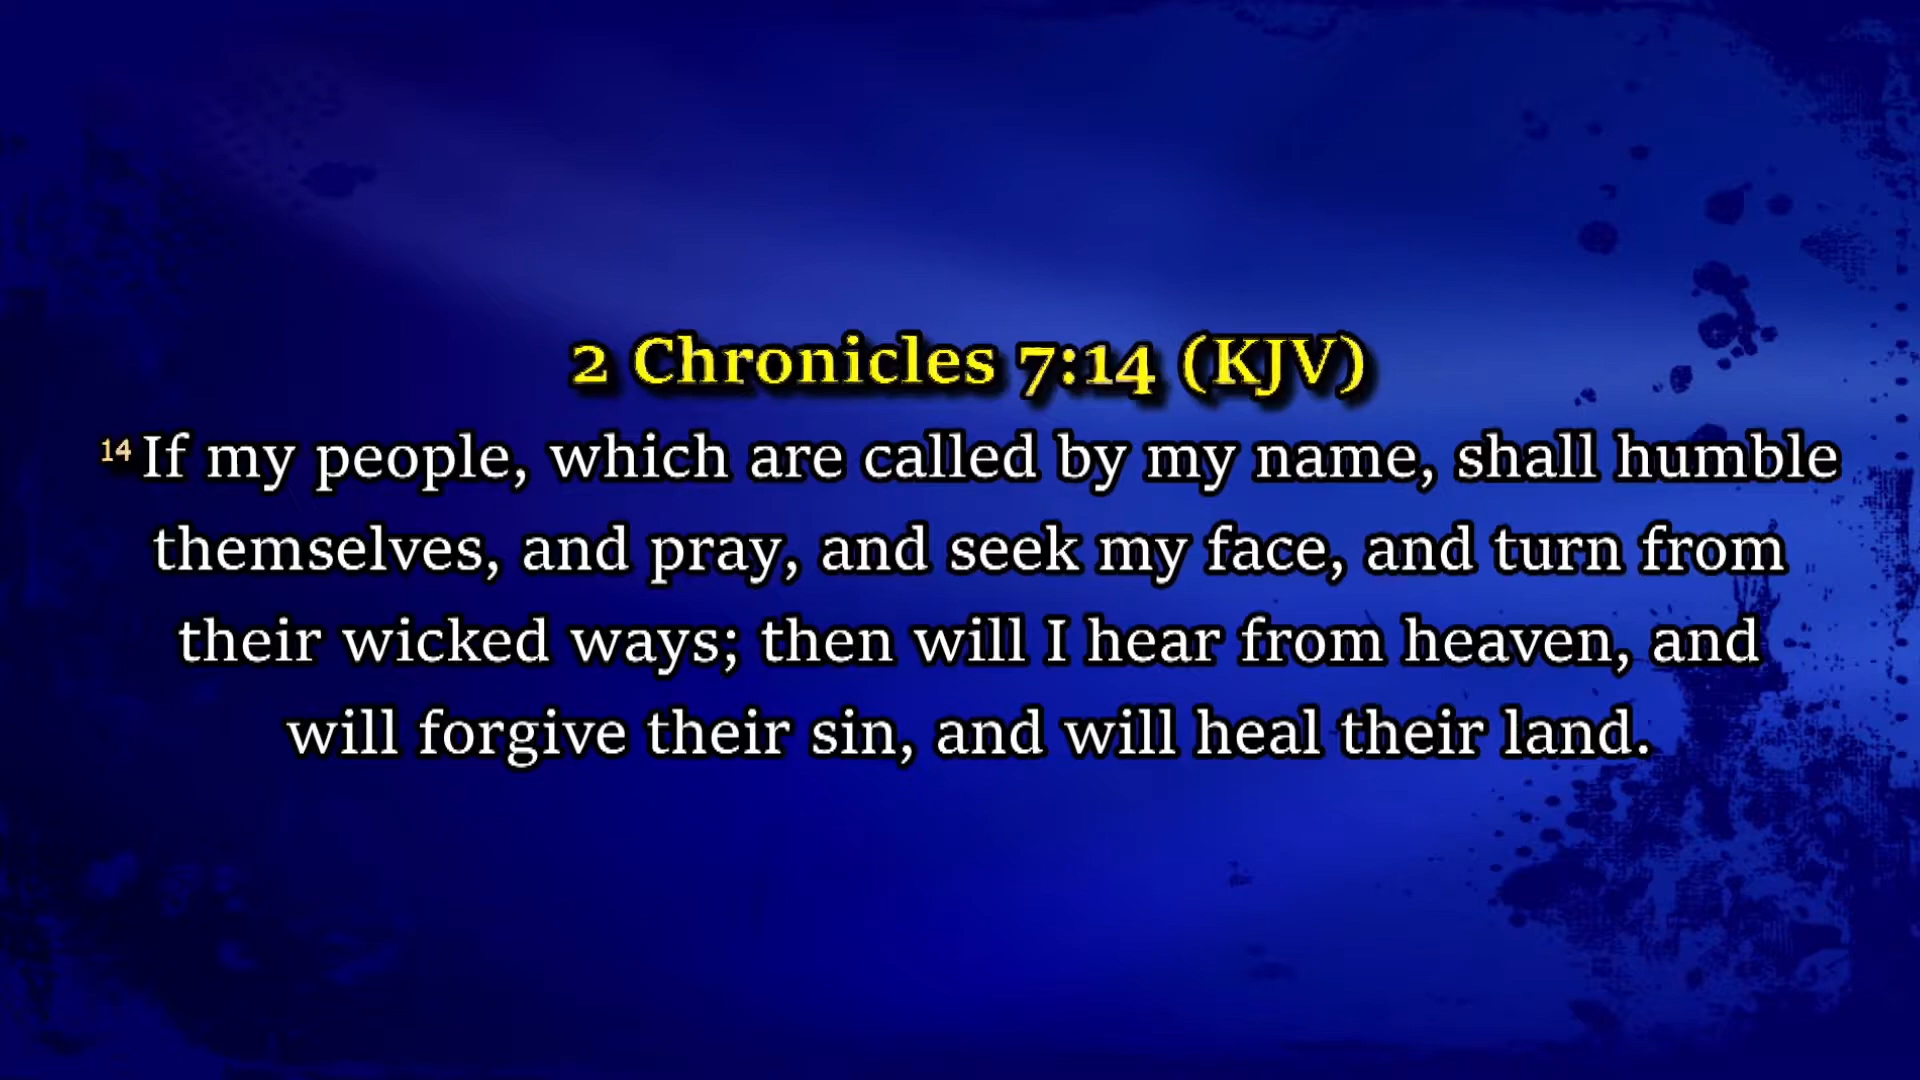 2 Chronicles 7:14 (KJV)
14 If my people, which are called by my name, shall humble
themselves, and pray, and seek my face, and turn from
their wicked ways; then will I hear from heaven, and
will forgive their sin, and will heal their land.